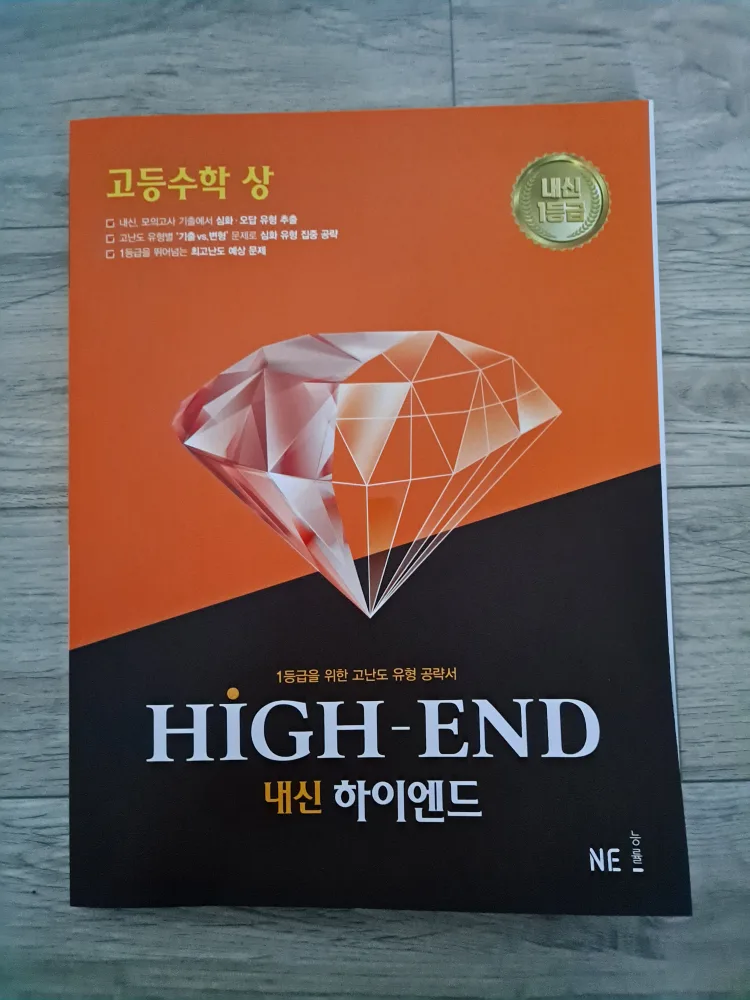 고등수학 상
내신, 모의고사 기출에서 심화·오답 유형 추출
고난도 유형별 '기출 vs. 변형' 문제로 심화 유형 집중 공략
1등급을 뛰어넘는 최고난도 예상 문제
내신
1등급
1등급을 위한 고난도 유형 공략서
HiGH-END
내신 하이엔드
NE 능률